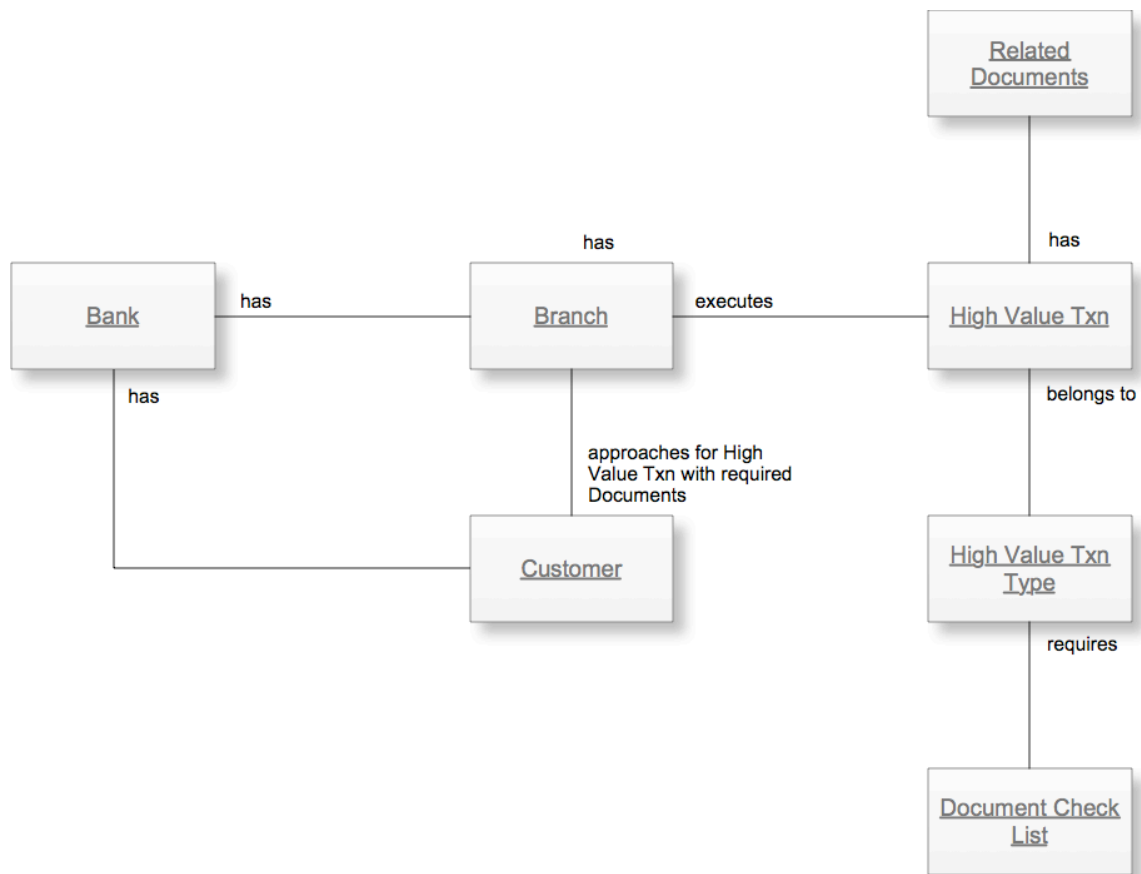 Related
Documents
has
has
Bank
has
Branch
executes
High Value Txn
has
belongs to
approaches for High
Value Txn with required
Documents
Customer
High Value Txn
Type
requires
Document Check
List